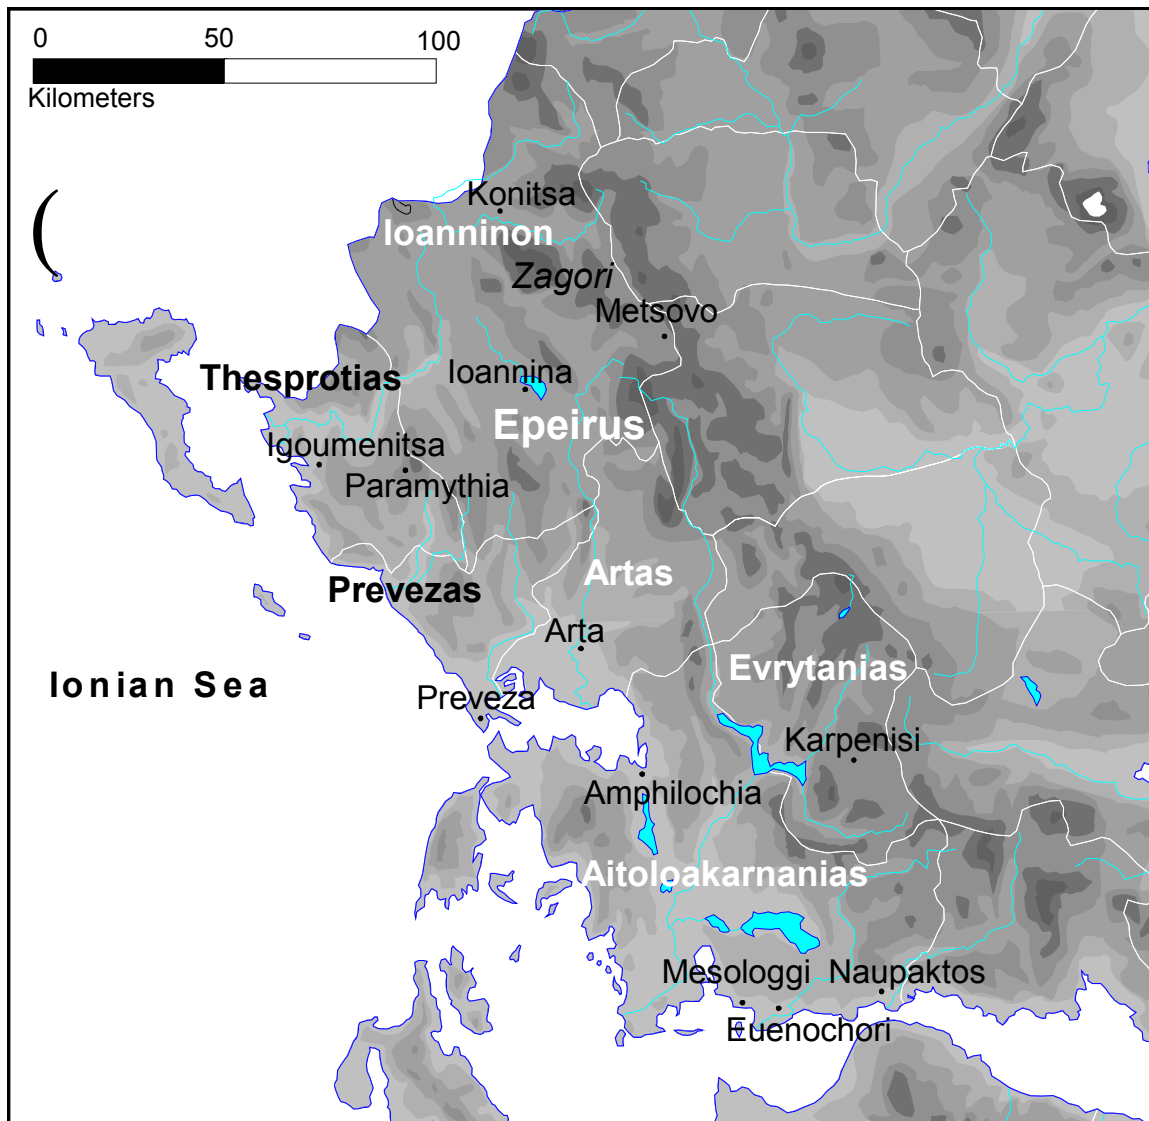 0 50 100
Kilometers
(
Konitsa
Ioanninon
Zagori
Metsovo
Thesprotias
Ioannina
Epeirus
Igoumenitsa
Paramythia
Artas
Prevezas
Arta
Evrytanias
Ionian Sea
Preveza
Karpenisi
Amphilochia
Aitoloakarnanias
Mesologgi Naupaktos
Euenochori